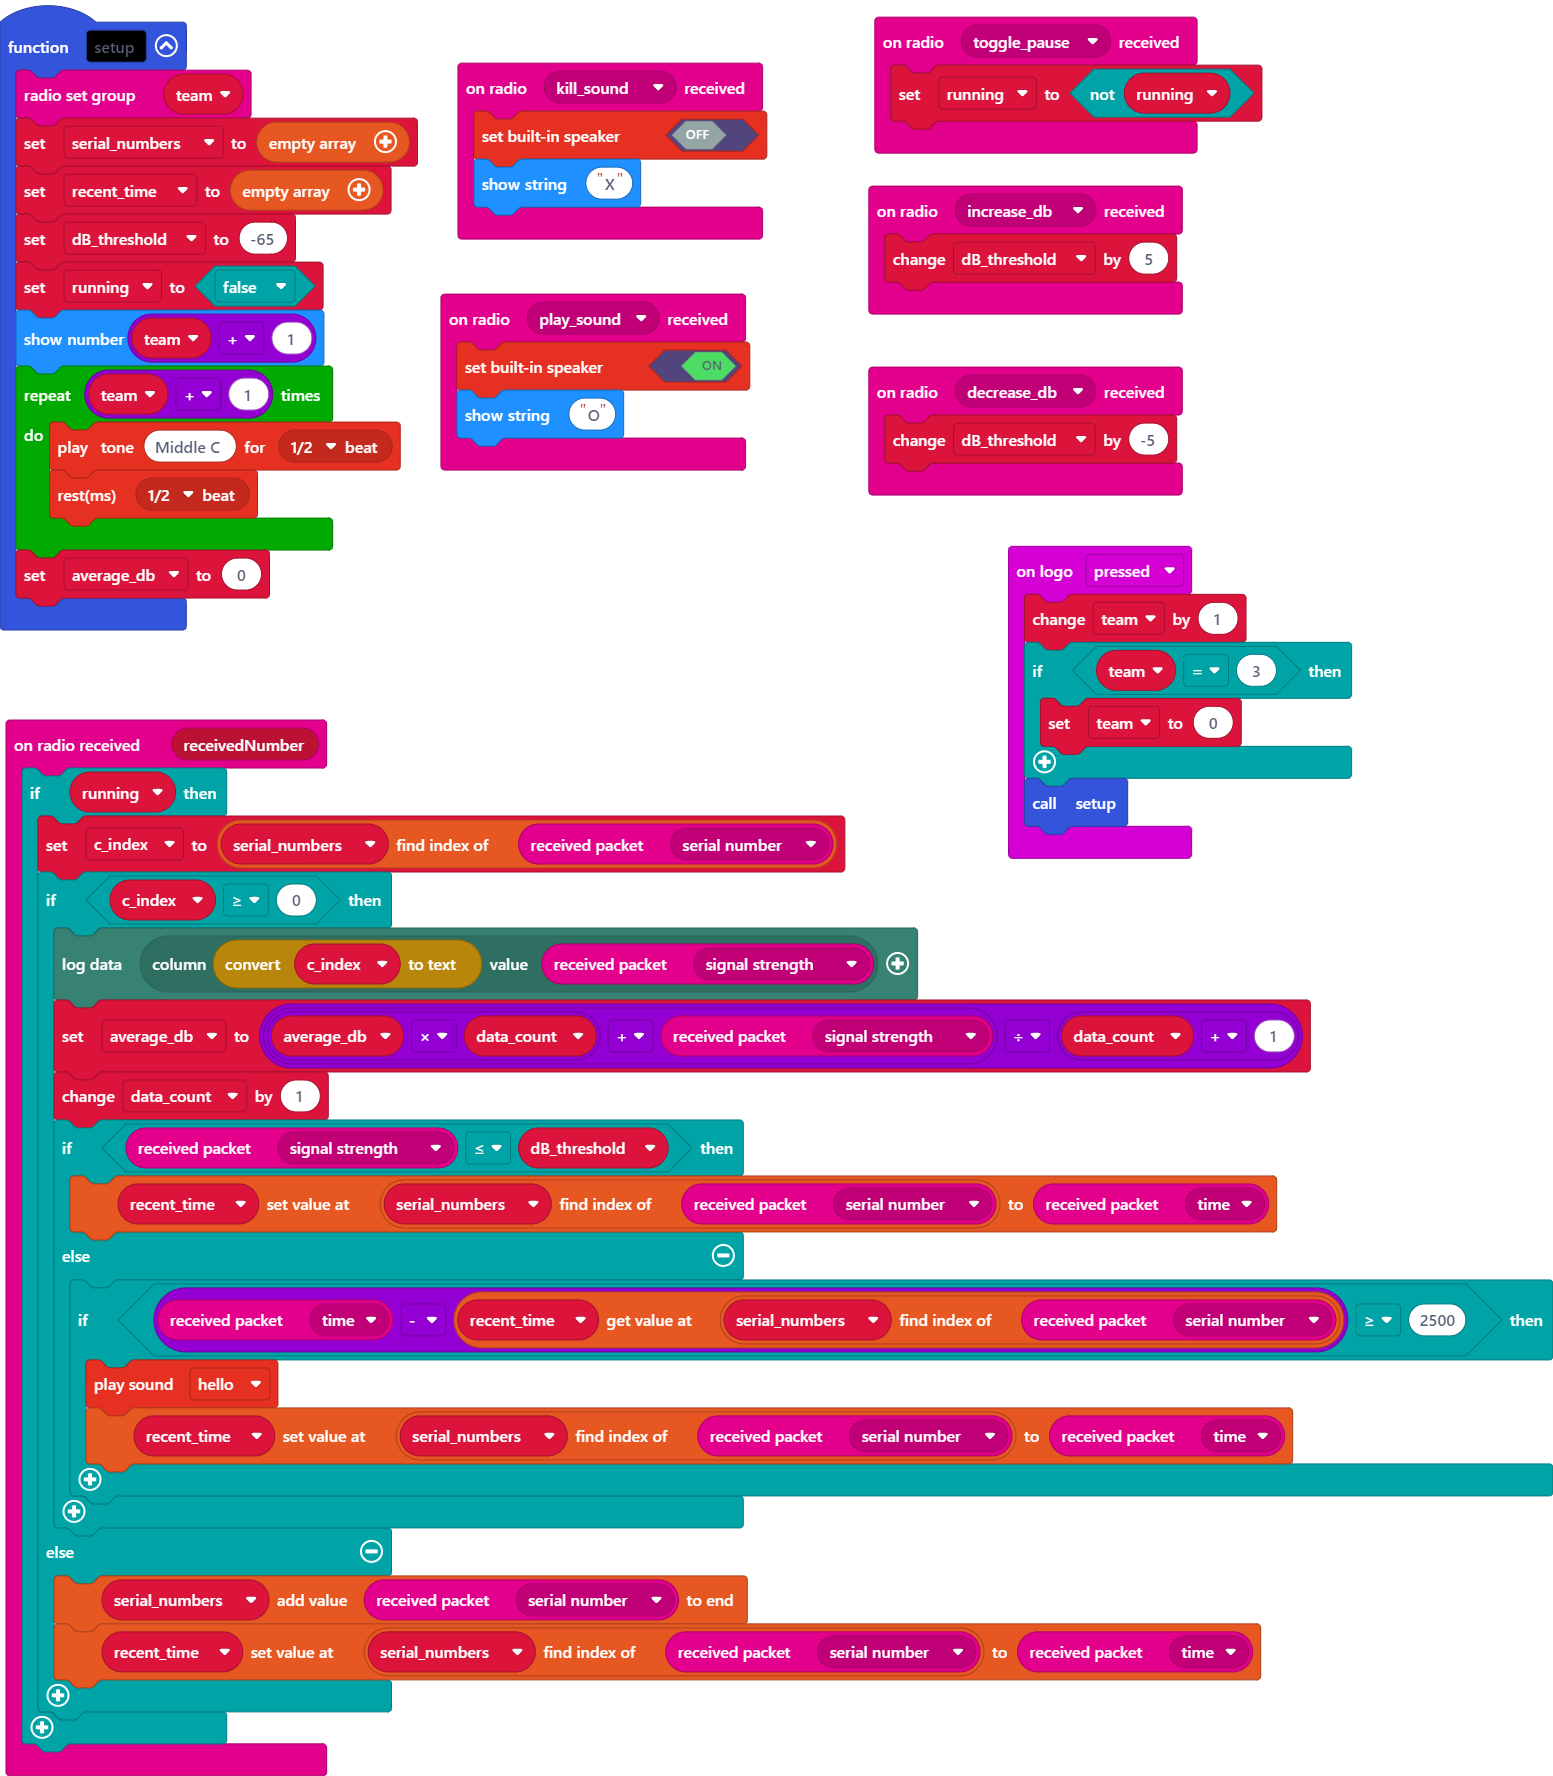 function setup
radio set group team
set serial_numbers to empty array
set recent_time to empty array
set dB_threshold to -65
set running to false
show number team + 1
repeat team + 1 times
do
play tone Middle C for 1/2 beat
rest(ms) 1/2 beat
set average_db to 0
on radio kill_sound received
set built-in speaker OFF
show string "X"
on radio play_sound received
set built-in speaker ON
show string "O"
on radio toggle_pause received
set running to not running
on radio increase_db received
change dB_threshold by 5
on radio decrease_db received
change dB_threshold by -5
on logo pressed
change team by 1
if team = 3 then
set team to 0
call setup
on radio received receivedNumber
if running then
set c_index to serial_numbers find index of received packet serial number
if c_index ≥ 0 then
log data column convert c_index to text value received packet signal strength
set average_db to average_db × data_count + received packet signal strength ÷ data_count + 1
change data_count by 1
if received packet signal strength ≤ dB_threshold then
recent_time set value at serial_numbers find index of received packet serial number to received packet time
else
if received packet time - recent_time get value at serial_numbers find index of received packet serial number ≥ 2500 then
play sound hello
recent_time set value at serial_numbers find index of received packet serial number to received packet time
else
serial_numbers add value received packet serial number to end
recent_time set value at serial_numbers find index of received packet serial number to received packet time